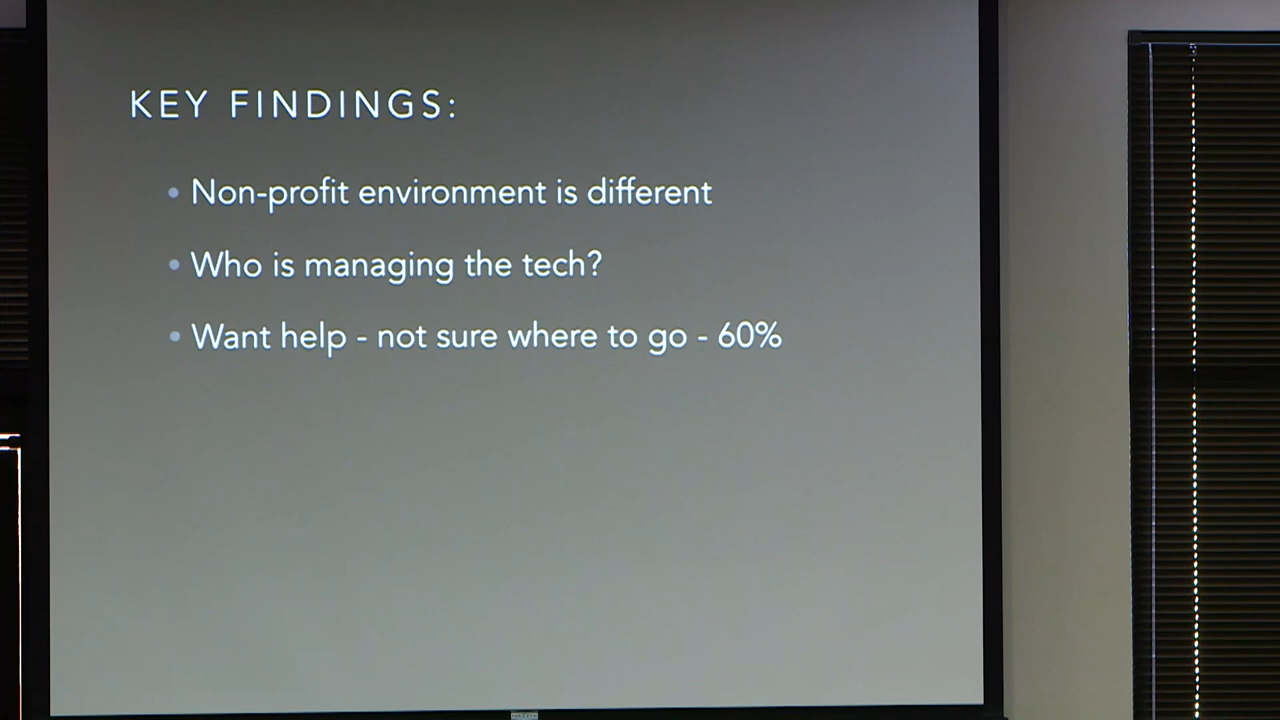 KEY FINDINGS:
• Non-profit environment is different
• Who is managing the tech?
• Want help - not sure where to go - 60%